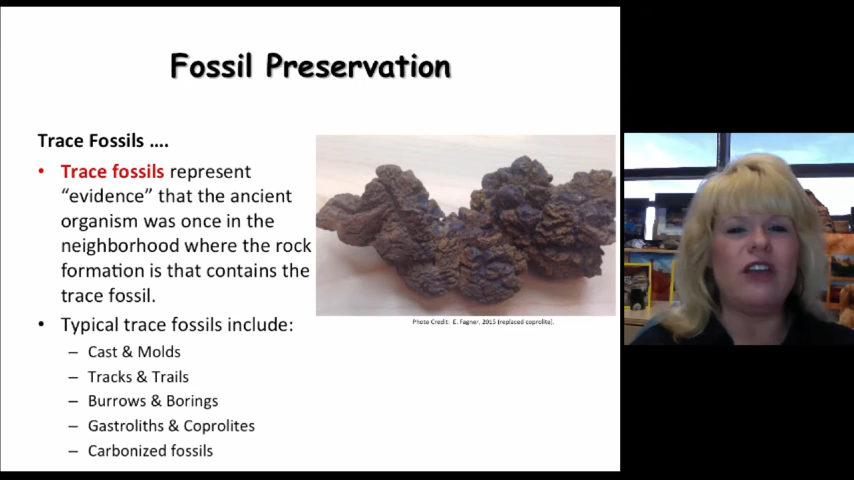 Fossil Preservation
Trace Fossils ....
• Trace fossils represent
“evidence” that the ancient
organism was once in the
neighborhood where the rock
formation is that contains the
trace fossil.
• Typical trace fossils include:
– Cast & Molds
– Tracks & Trails
– Burrows & Borings
– Gastroliths & Coprolites
– Carbonized fossils
Photo Credit: E. Fagner, 2015 (replaced coprolite).